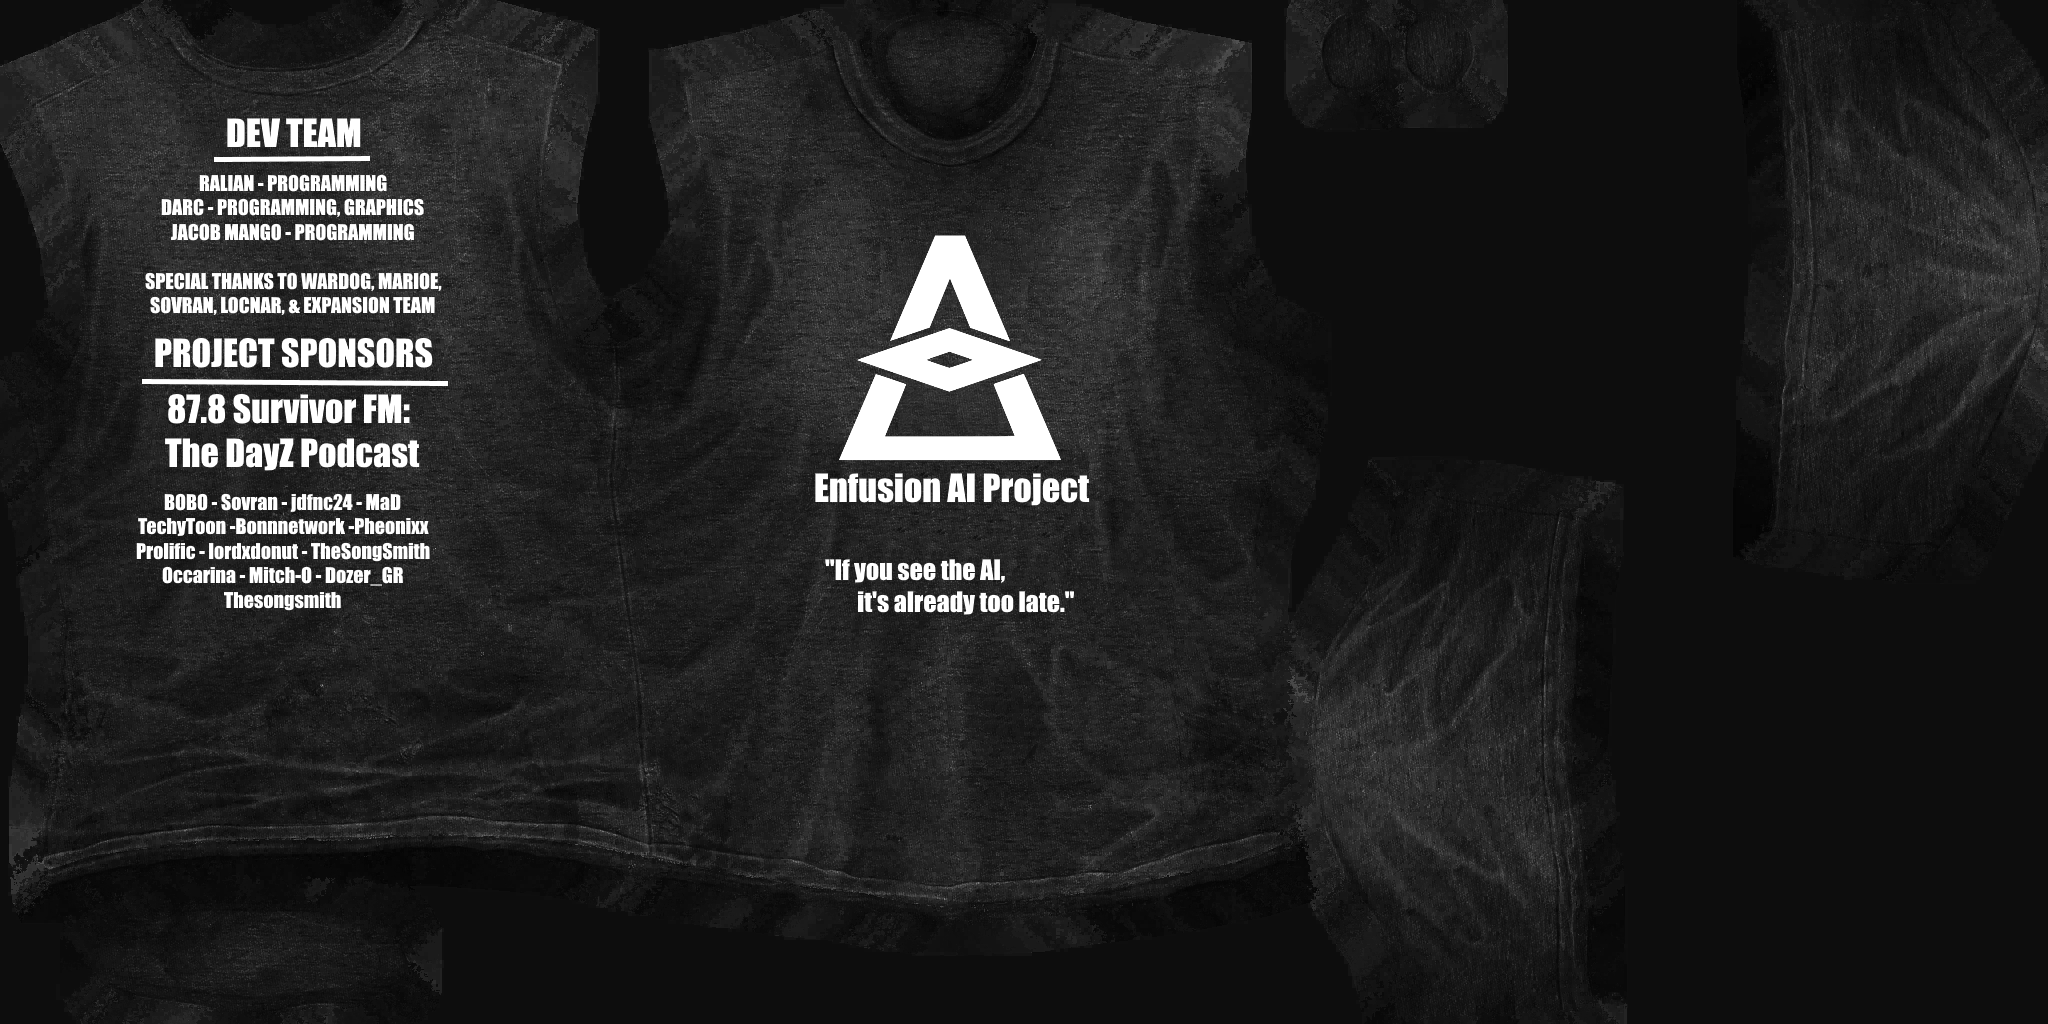 DEV TEAM
RALIAN - PROGRAMMING
DARC - PROGRAMMING, GRAPHICS
JACOB MANGO - PROGRAMMING
SPECIAL THANKS TO WARDOG, MARIOE,
SOVRAN, LOCNAR, & EXPANSION TEAM
PROJECT SPONSORS
87.8 Survivor FM:
The DayZ Podcast
BOBO - Sovran - jdfnc24 - MaD
TechyToon -Bonnnetwork -Pheonixx
Prolific - lordxdonut - TheSongSmith
Occarina - Mitch-O - Dozer_GR
Thesongsmith
Enfusion AI Project
"If you see the AI,
it's already too late."